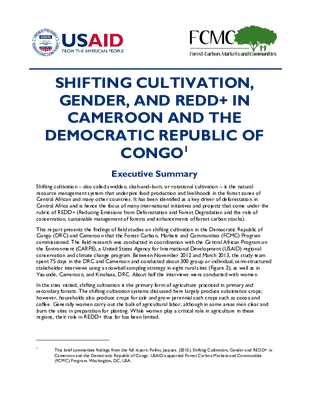 USAID
FROM THE AMERICAN PEOPLE
FCMC
Forest Carbon, Markets and Communities
SHIFTING CULTIVATION,
GENDER, AND REDD+ IN
CAMEROON AND THE
DEMOCRATIC REPUBLIC OF
CONGO1
Executive Summary
Shifting cultivation – also called swidden, slash-and-burn, or rotational cultivation – is the natural
resource management system that underpins food production and livelihoods in the forest zones of
Central African and many other countries. It has been identified as a key driver of deforestation in
Central Africa and is hence the focus of many international initiatives and projects that come under the
rubric of REDD+ (Reducing Emissions from Deforestation and Forest Degradation and the role of
conservation, sustainable management of forests and enhancement of forest carbon stocks).
This report presents the findings of field studies on shifting cultivation in the Democratic Republic of
Congo (DRC) and Cameroon that the Forest Carbon, Markets and Communities (FCMC) Program
commissioned. The field research was conducted in coordination with the Central African Program on
the Environment (CARPE), a United States Agency for International Development (USAID) regional
conservation and climate change program. Between November 2012 and March 2013, the study team
spent 75 days in the DRC and Cameroon and conducted about 300 group or individual, semi-structured
stakeholder interviews using a snowball sampling strategy in eight rural sites (Figure 2), as well as in
Yaounde, Cameroon, and Kinshasa, DRC. About half the interviews were conducted with women.
In the sites visited, shifting cultivation is the primary form of agriculture practiced in primary and
secondary forests. The shifting cultivation systems discussed here largely produce subsistence crops;
however, households also produce crops for sale and grow perennial cash crops such as cocoa and
coffee. Generally women carry out the bulk of agricultural labor, although in some areas men clear and
burn the sites in preparation for planting. While women play a critical role in agriculture in these
regions, their role in REDD+ thus far has been limited.
1 This brief summarizes findings from the full report: Pollini, Jacques. (2015). Shifting Cultivation, Gender and REDD+ in
Cameroon and the Democratic Republic of Congo. USAID-supported Forest Carbon, Markets and Communities
(FCMC) Program. Washington, DC, USA.